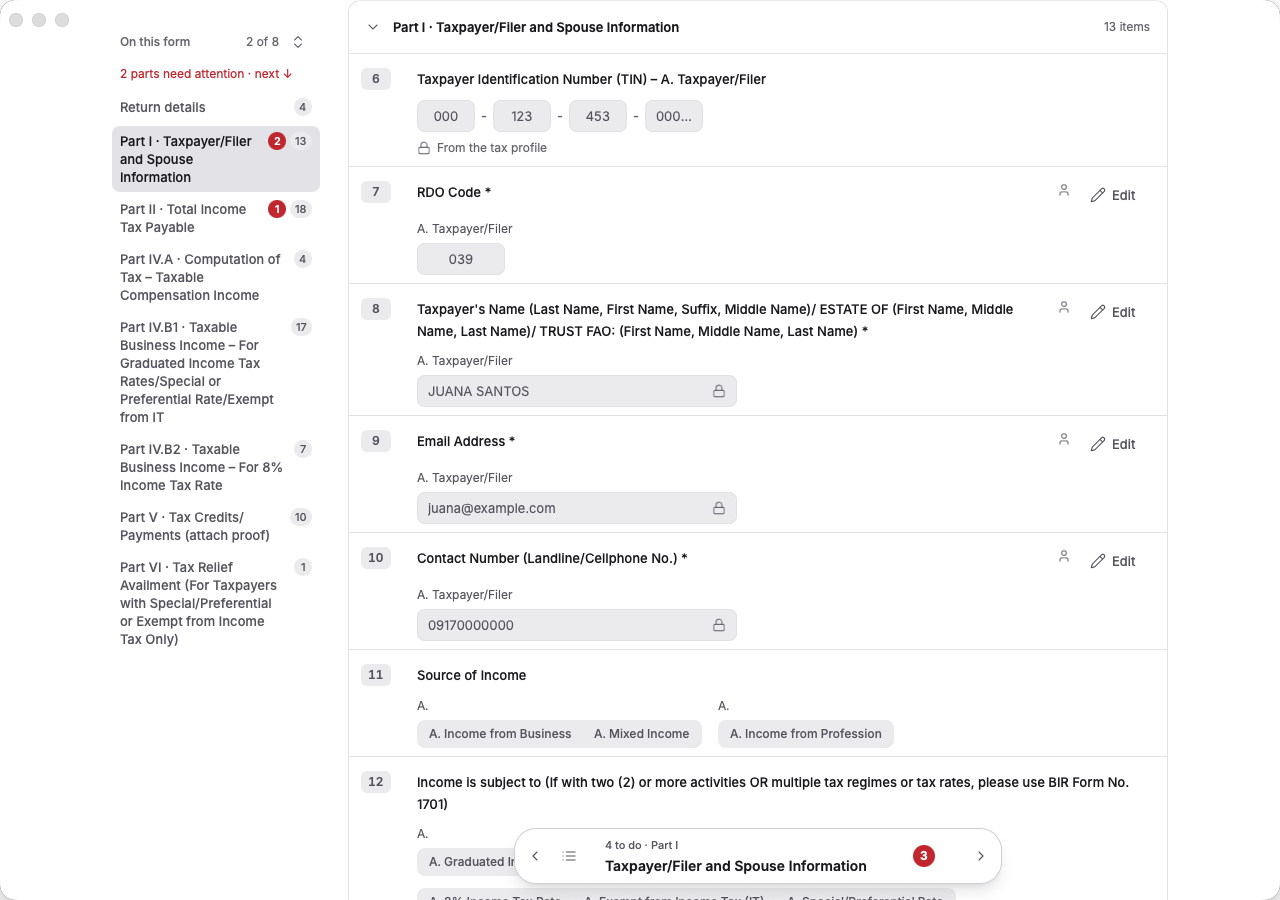 On this form
2 of 8
2 parts need attention · next ↓
Return details
4
Part I · Taxpayer/Filer and Spouse Information
2
13
Part II · Total Income Tax Payable
1
18
Part IV.A · Computation of Tax – Taxable Compensation Income
4
Part IV.B1 · Taxable Business Income – For Graduated Income Tax Rates/Special or Preferential Rate/Exempt from IT
17
Part IV.B2 · Taxable Business Income – For 8% Income Tax Rate
7
Part V · Tax Credits/ Payments (attach proof)
10
Part VI · Tax Relief Availment (For Taxpayers with Special/Preferential or Exempt from Income Tax Only)
1
Part I · Taxpayer/Filer and Spouse Information
13 items
6
Taxpayer Identification Number (TIN) – A. Taxpayer/Filer
000 - 123 - 453 - 000...
From the tax profile
7
RDO Code *
Edit
A. Taxpayer/Filer
039
8
Taxpayer's Name (Last Name, First Name, Suffix, Middle Name)/ ESTATE OF (First Name, Middle
Name, Last Name)/ TRUST FAO: (First Name, Middle Name, Last Name) *
Edit
A. Taxpayer/Filer
JUANA SANTOS
9
Email Address *
Edit
A. Taxpayer/Filer
juana@example.com
10
Contact Number (Landline/Cellphone No.) *
Edit
A. Taxpayer/Filer
09170000000
11
Source of Income
A.
A. Income from Business
A. Mixed Income
A.
A. Income from Profession
12
Income is subject to (If with two (2) or more activities OR multiple tax regimes or tax rates, please use BIR Form No.
1701)
A.
A. Graduated
4 to do · Part I
Taxpayer/Filer and Spouse Information
3